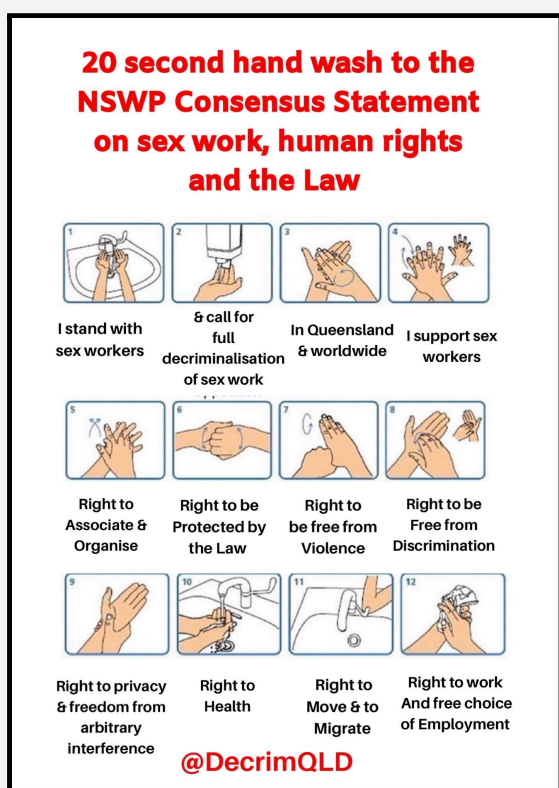 20 second hand wash to the
NSWP Consensus Statement
on sex work, human rights
and the Law
1
2
3
4
I stand with
sex workers
& call for
full
decriminalisation
of sex work
In Queensland
& worldwide
I support sex
workers
5
6
7
8
Right to
Associate &
Organise
Right to be
Protected by
the Law
Right to
be free from
Violence
Right to be
Free from
Discrimination
9
10
11
12
Right to privacy
& freedom from
arbitrary
interference
Right to
Health
Right to
Move & to
Migrate
Right to work
And free choice
of Employment
@DecrimQLD